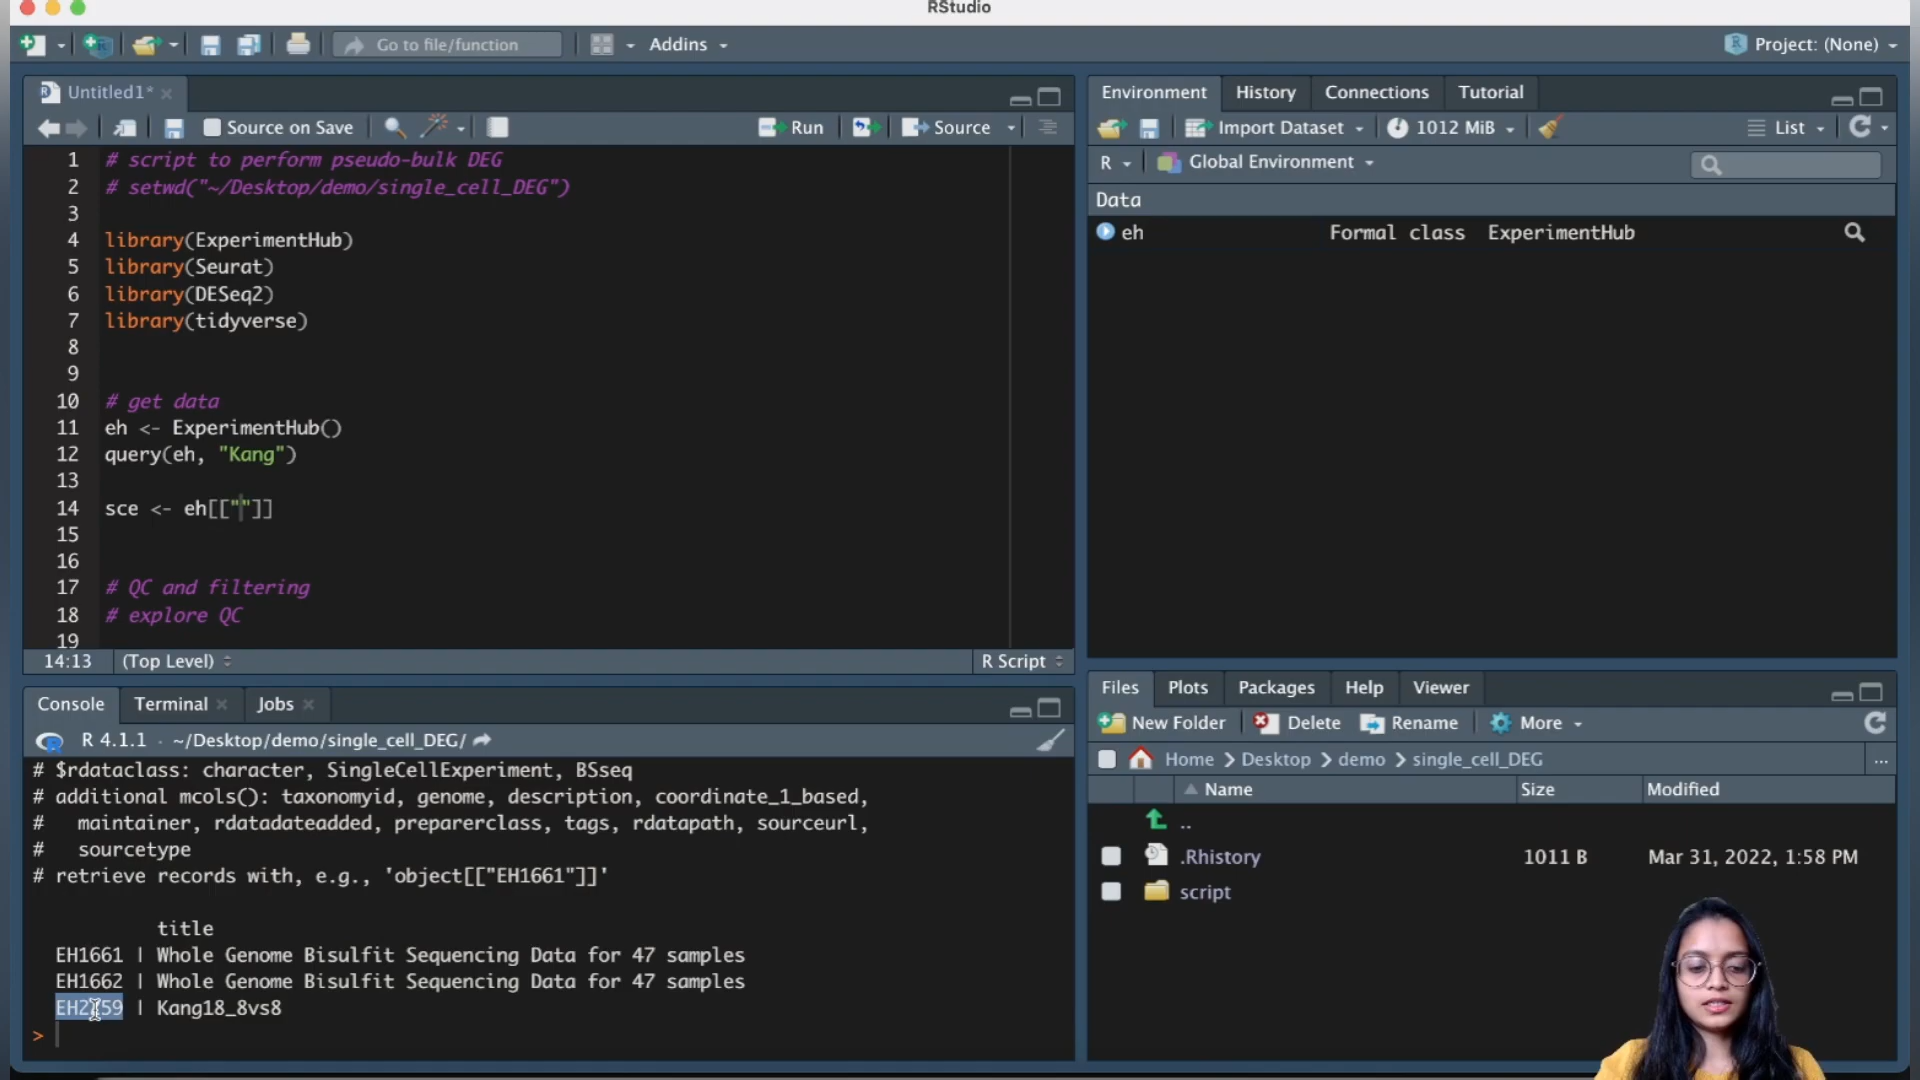 RStudio
Go to file/function
Addins
Project: (None)
Untitled1*
Source on Save
Run
Source
1 # script to perform pseudo-bulk DEG
2 # setwd("~/Desktop/demo/single_cell_DEG")
3
4 library(ExperimentHub)
5 library(Seurat)
6 library(DESeq2)
7 library(tidyverse)
8
9
10 # get data
11 eh <- ExperimentHub()
12 query(eh, "Kang")
13
14 sce <- eh[[""]]
15
16
17 # QC and filtering
18 # explore QC
19
14:13 (Top Level) R Script
Console Terminal Jobs
R 4.1.1 · ~/Desktop/demo/single_cell_DEG/
# $rdataclass: character, SingleCellExperiment, BSseq
# additional mcols(): taxonomyid, genome, description, coordinate_1_based,
#   maintainer, rdatadateadded, preparerclass, tags, rdatapath, sourceurl,
#   sourcetype
# retrieve records with, e.g., 'object[["EH1661"]]'
title
EH1661 | Whole Genome Bisulfit Sequencing Data for 47 samples
EH1662 | Whole Genome Bisulfit Sequencing Data for 47 samples
| Kang18_8vs8
>
Environment History Connections Tutorial
Import Dataset 1012 MiB List
R Global Environment
Data
eh Formal class ExperimentHub
Files Plots Packages Help Viewer
New Folder Delete Rename More
Home Desktop demo single_cell_DEG ...
Name Size Modified
..
.Rhistory 1011 B Mar 31, 2022, 1:58 PM
script